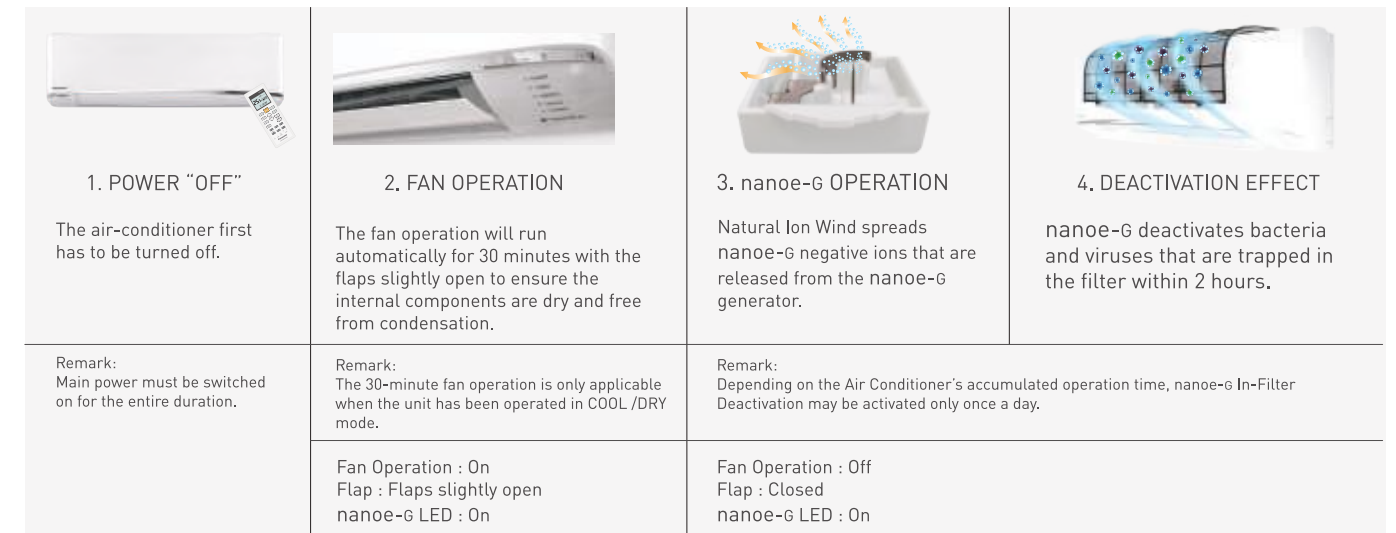 1. POWER “OFF”
The air-conditioner first
has to be turned off.
Remark:
Main power must be switched
on for the entire duration.
2. FAN OPERATION
The fan operation will run
automatically for 30 minutes with the
flaps slightly open to ensure the
internal components are dry and free
from condensation.
Remark:
The 30-minute fan operation is only applicable
when the unit has been operated in COOL /DRY
mode.
Fan Operation : On
Flap : Flaps slightly open
nanoe-G LED : On
3. nanoe-G OPERATION
Natural Ion Wind spreads
nanoe-G negative ions that are
released from the nanoe-G
generator.
4. DEACTIVATION EFFECT
nanoe-G deactivates bacteria
and viruses that are trapped in
the filter within 2 hours.
Remark:
Depending on the Air Conditioner’s accumulated operation time, nanoe-G In-Filter
Deactivation may be activated only once a day.
Fan Operation : Off
Flap : Closed
nanoe-G LED : On